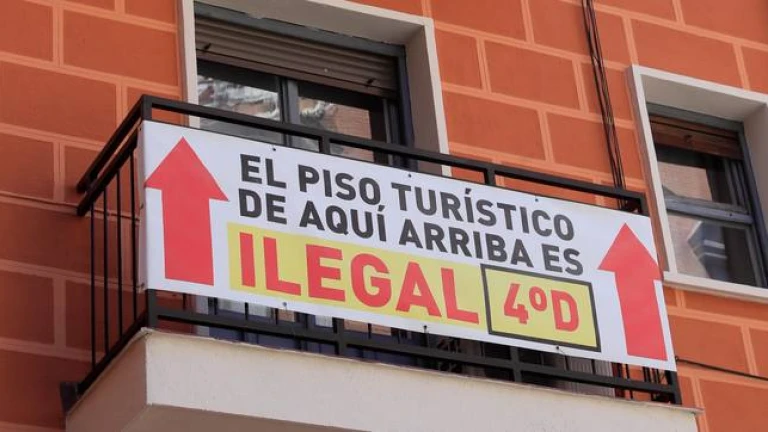 EL PISO TURÍSTICO
DE AQUÍ ARRIBA ES
ILEGAL 4ºD